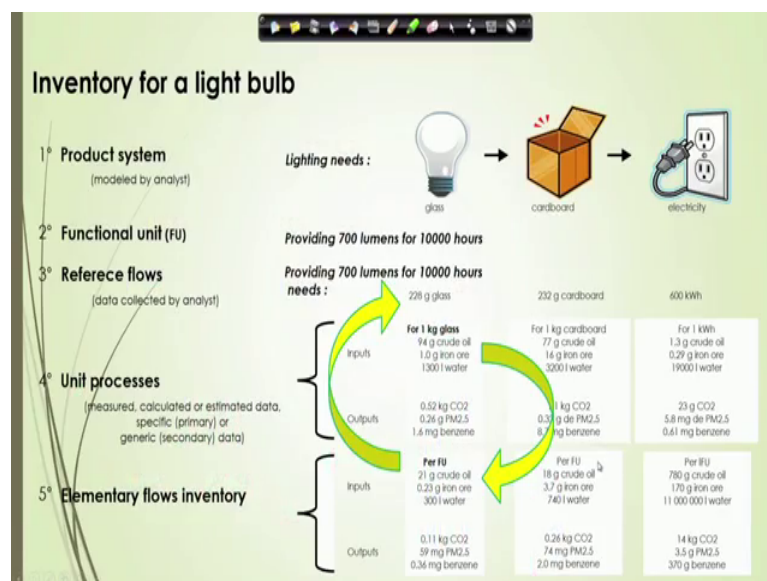 Inventory for a light bulb
1° Product system
(modeled by analyst)
Lighting needs :
glass
cardboard
electricity
2° Functional unit (FU)
Providing 700 lumens for 10000 hours
3° Referece flows
(data collected by analyst)
Providing 700 lumens for 10000 hours
needs :
228 g glass
232 g cardboard
600 kWh
4° Unit processes
(measured, calculated or estimated data,
specific (primary) or
generic (secondary) data)
Inputs
For 1 kg glass
94 g crude oil
1.0 g iron ore
1300 l water
For 1 kg cardboard
77 g crude oil
16 g iron ore
3200 l water
For 1 kWh
1.3 g crude oil
0.29 g iron ore
19000 l water
Outputs
0.52 kg CO2
0.26 g PM2.5
1.6 mg benzene
kg CO2
g de PM2.5
mg benzene
23 g CO2
5.8 mg de PM2.5
0.61 mg benzene
5° Elementary flows inventory
Inputs
Per FU
21 g crude oil
0.23 g iron ore
300 l water
Per FU
18 g crude oil
3.7 g iron ore
740 l water
Per IFU
780 g crude oil
170 g iron ore
11 000 000 l water
Outputs
0.11 kg CO2
59 mg PM2.5
0.36 mg benzene
0.26 kg CO2
74 mg PM2.5
2.0 mg benzene
14 kg CO2
3.5 g PM2.5
370 g benzene